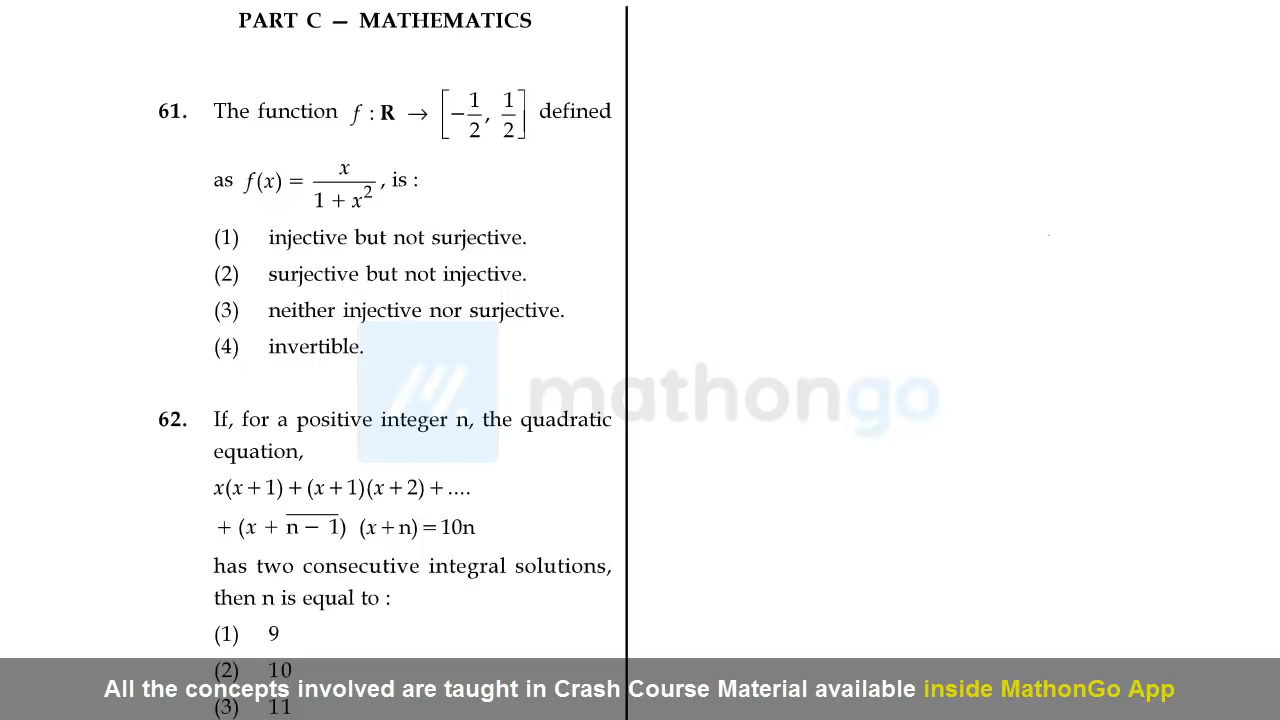 PART C — MATHEMATICS
61. The function f : R → [−1/2, 1/2] defined
as f(x) = x/(1 + x²), is :
(1) injective but not surjective.
(2) surjective but not injective.
(3) neither injective nor surjective.
(4) invertible.
mathongo
62. If, for a positive integer n, the quadratic
equation,
x(x + 1) + (x + 1)(x + 2) + ....
+ (x + n − 1̅) (x + n) = 10n
has two consecutive integral solutions,
then n is equal to :
(1) 9
(2) 10
All the concepts involved are taught in Crash Course Material available inside MathonGo App
(3) 11